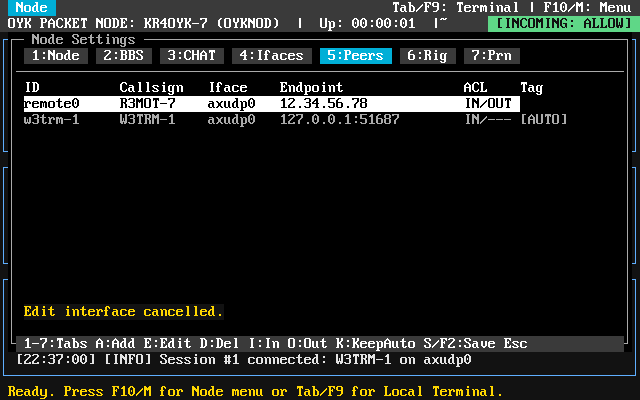 Node Tab/F9: Terminal | F10/M: Menu
OYK PACKET NODE: KR4OYK-7 (OYKNOD) | Up: 00:00:01 |~ [INCOMING: ALLOW]
Node Settings
1:Node 2:BBS 3:CHAT 4:Ifaces 5:Peers 6:Rig 7:Prn
ID Callsign Iface Endpoint ACL Tag
remote0 R3MOT-7 axudp0 12.34.56.78 IN/OUT
w3trm-1 W3TRM-1 axudp0 127.0.0.1:51687 IN/--- [AUTO]
Edit interface cancelled.
1-7:Tabs A:Add E:Edit D:Del I:In O:Out K:KeepAuto S/F2:Save Esc
[22:37:00] [INFO] Session #1 connected: W3TRM-1 on axudp0
Ready. Press F10/M for Node menu or Tab/F9 for Local Terminal.